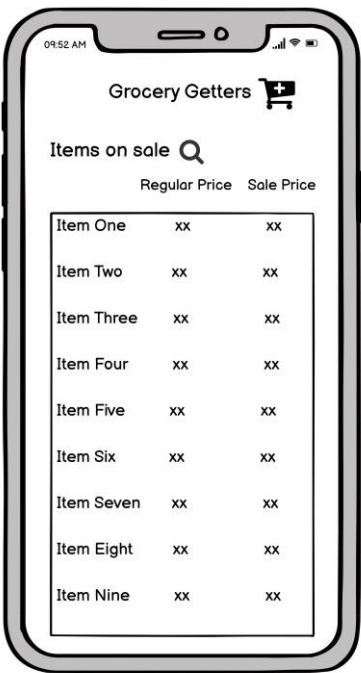 09:52 AM
Grocery Getters
Items on sale
Regular Price Sale Price
Item One xx xx
Item Two xx xx
Item Three xx xx
Item Four xx xx
Item Five xx xx
Item Six xx xx
Item Seven xx xx
Item Eight xx xx
Item Nine xx xx